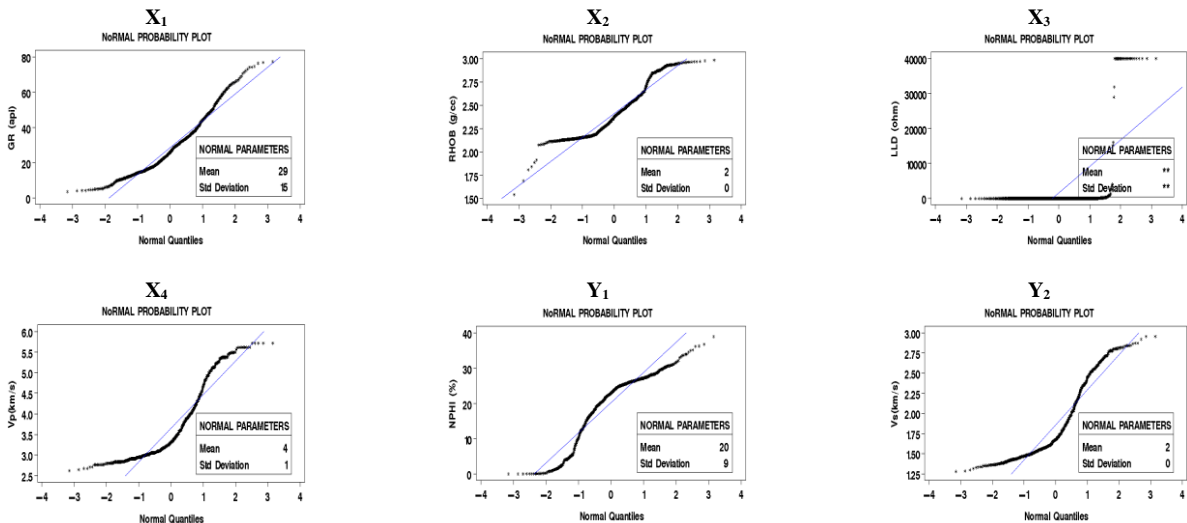 X₁
NoRMAL PROBABILITY PLOT
GR (api)
80
60
40
20
0
NORMAL PARAMETERS
Mean 29
Std Deviation 15
−4 −3 −2 −1 0 1 2 3 4
Normal Quantiles
X₂
NoRMAL PROBABILITY PLOT
RHOB (g/cc)
3.00
2.75
2.50
2.25
2.00
1.75
1.50
NORMAL PARAMETERS
Mean 2
Std Deviation 0
−4 −3 −2 −1 0 1 2 3 4
Normal Quantiles
X₃
NoRMAL PROBABILITY PLOT
LLD (ohm)
40000
30000
20000
10000
0
NORMAL PARAMETERS
Mean **
Std Deviation **
−4 −3 −2 −1 0 1 2 3 4
Normal Quantiles
X₄
NoRMAL PROBABILITY PLOT
Vp(km/s)
6.0
5.5
5.0
4.5
4.0
3.5
3.0
2.5
NORMAL PARAMETERS
Mean 4
Std Deviation 1
−4 −3 −2 −1 0 1 2 3 4
Normal Quantiles
Y₁
NoRMAL PROBABILITY PLOT
NPHI (%)
40
30
20
10
0
NORMAL PARAMETERS
Mean 20
Std Deviation 9
−4 −3 −2 −1 0 1 2 3 4
Normal Quantiles
Y₂
NoRMAL PROBABILITY PLOT
Vs(km/s)
3.00
2.75
2.50
2.25
2.00
1.75
1.50
1.25
NORMAL PARAMETERS
Mean 2
Std Deviation 0
−4 −3 −2 −1 0 1 2 3 4
Normal Quantiles